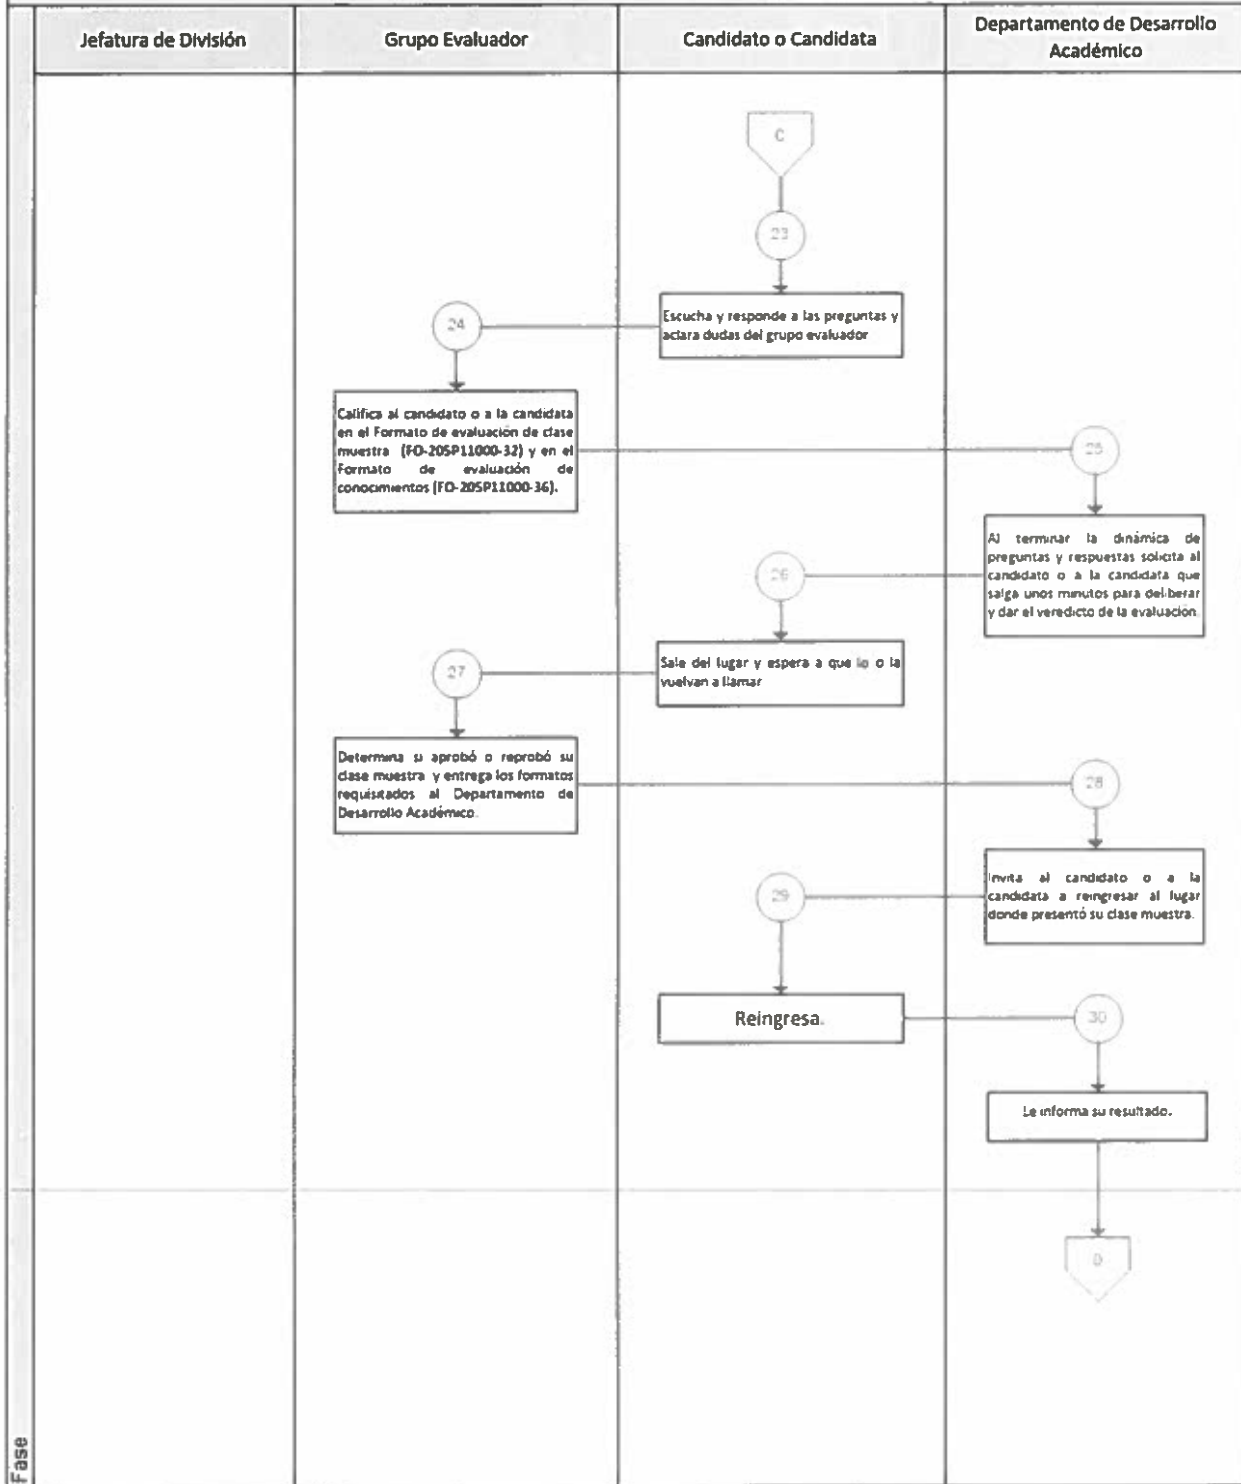 Jefatura de División
Grupo Evaluador
Candidato o Candidata
Departamento de Desarrollo
Académico
C
23
Escucha y responde a las preguntas y
aclara dudas del grupo evaluador
24
Califica al candidato o a la candidata
en el Formato de evaluación de clase
muestra (FO-205P11000-32) y en el
Formato de evaluación de
conocimientos (FO-205P11000-36).
25
Al terminar la dinámica de
preguntas y respuestas solicita al
candidato o a la candidata que
salga unos minutos para deliberar
y dar el veredicto de la evaluación.
26
Sale del lugar y espera a que lo o la
vuelvan a llamar
27
Determina si aprobó o reprobó su
clase muestra y entrega los formatos
requisitados al Departamento de
Desarrollo Académico.
28
Invita al candidato o a la
candidata a reingresar al lugar
donde presentó su clase muestra.
29
Reingresa.
30
Le informa su resultado.
D
Fase